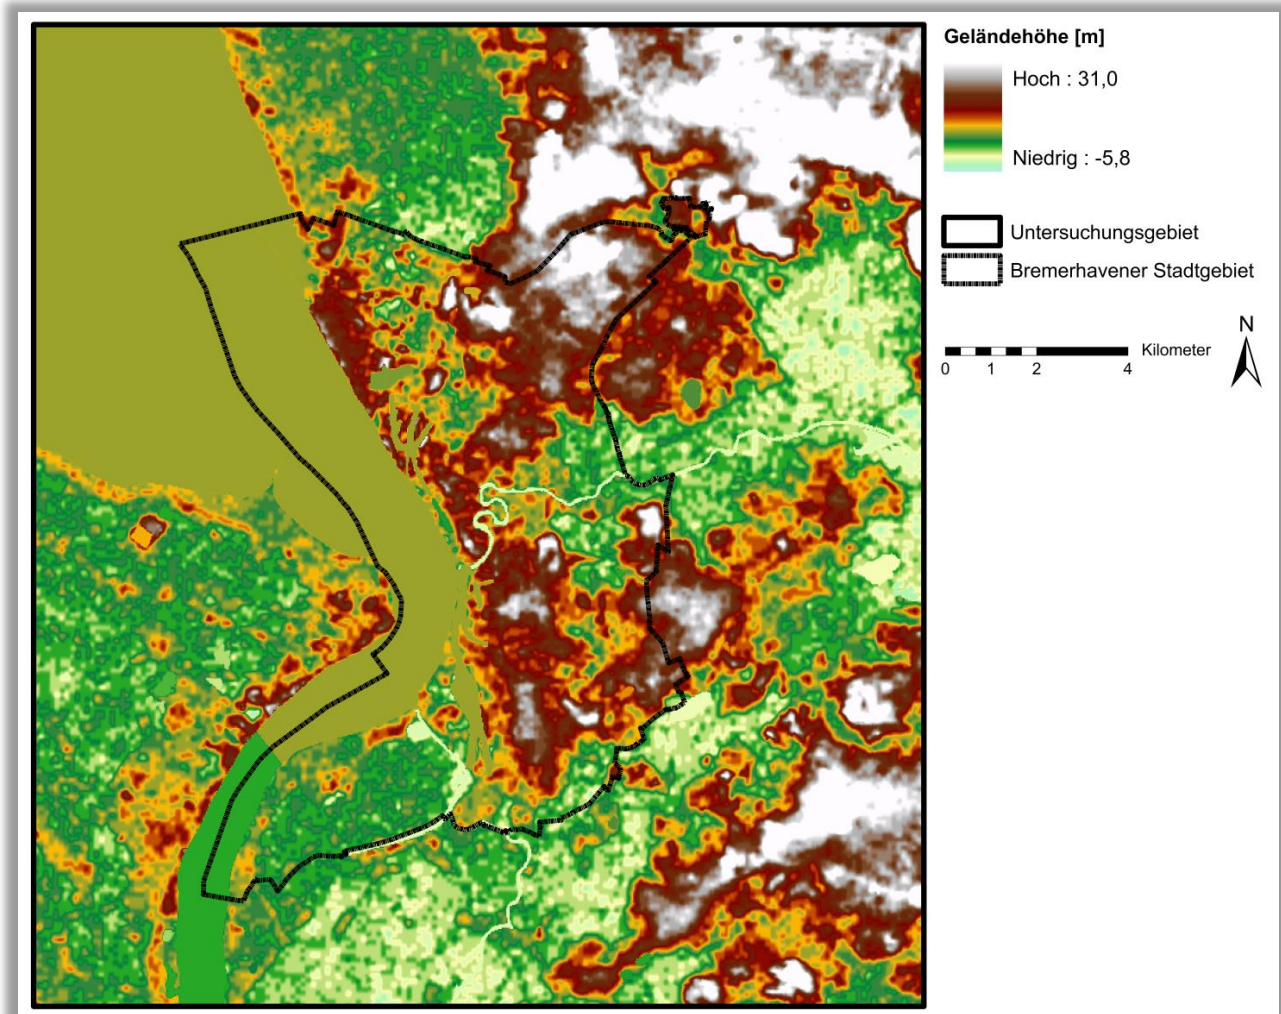 Geländehöhe [m]
Hoch : 31,0
Niedrig : -5,8
Untersuchungsgebiet
Bremerhavener Stadtgebiet
N
Kilometer
0 1 2 4